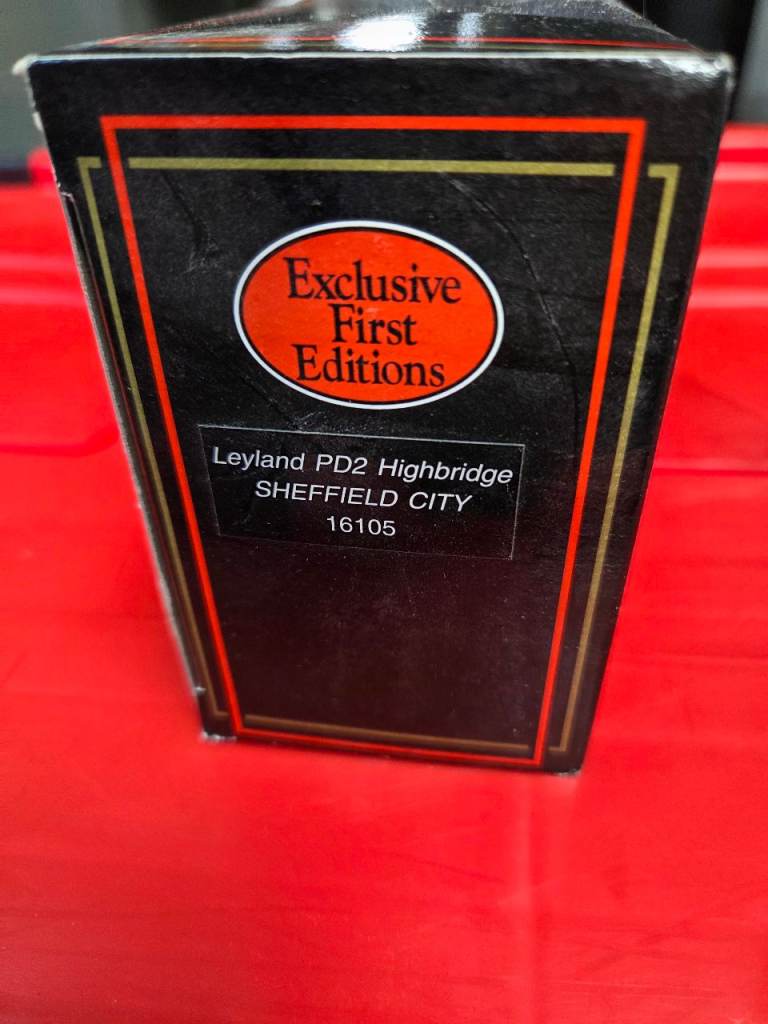 Exclusive
First
Editions
Leyland PD2 Highbridge
SHEFFIELD CITY
16105